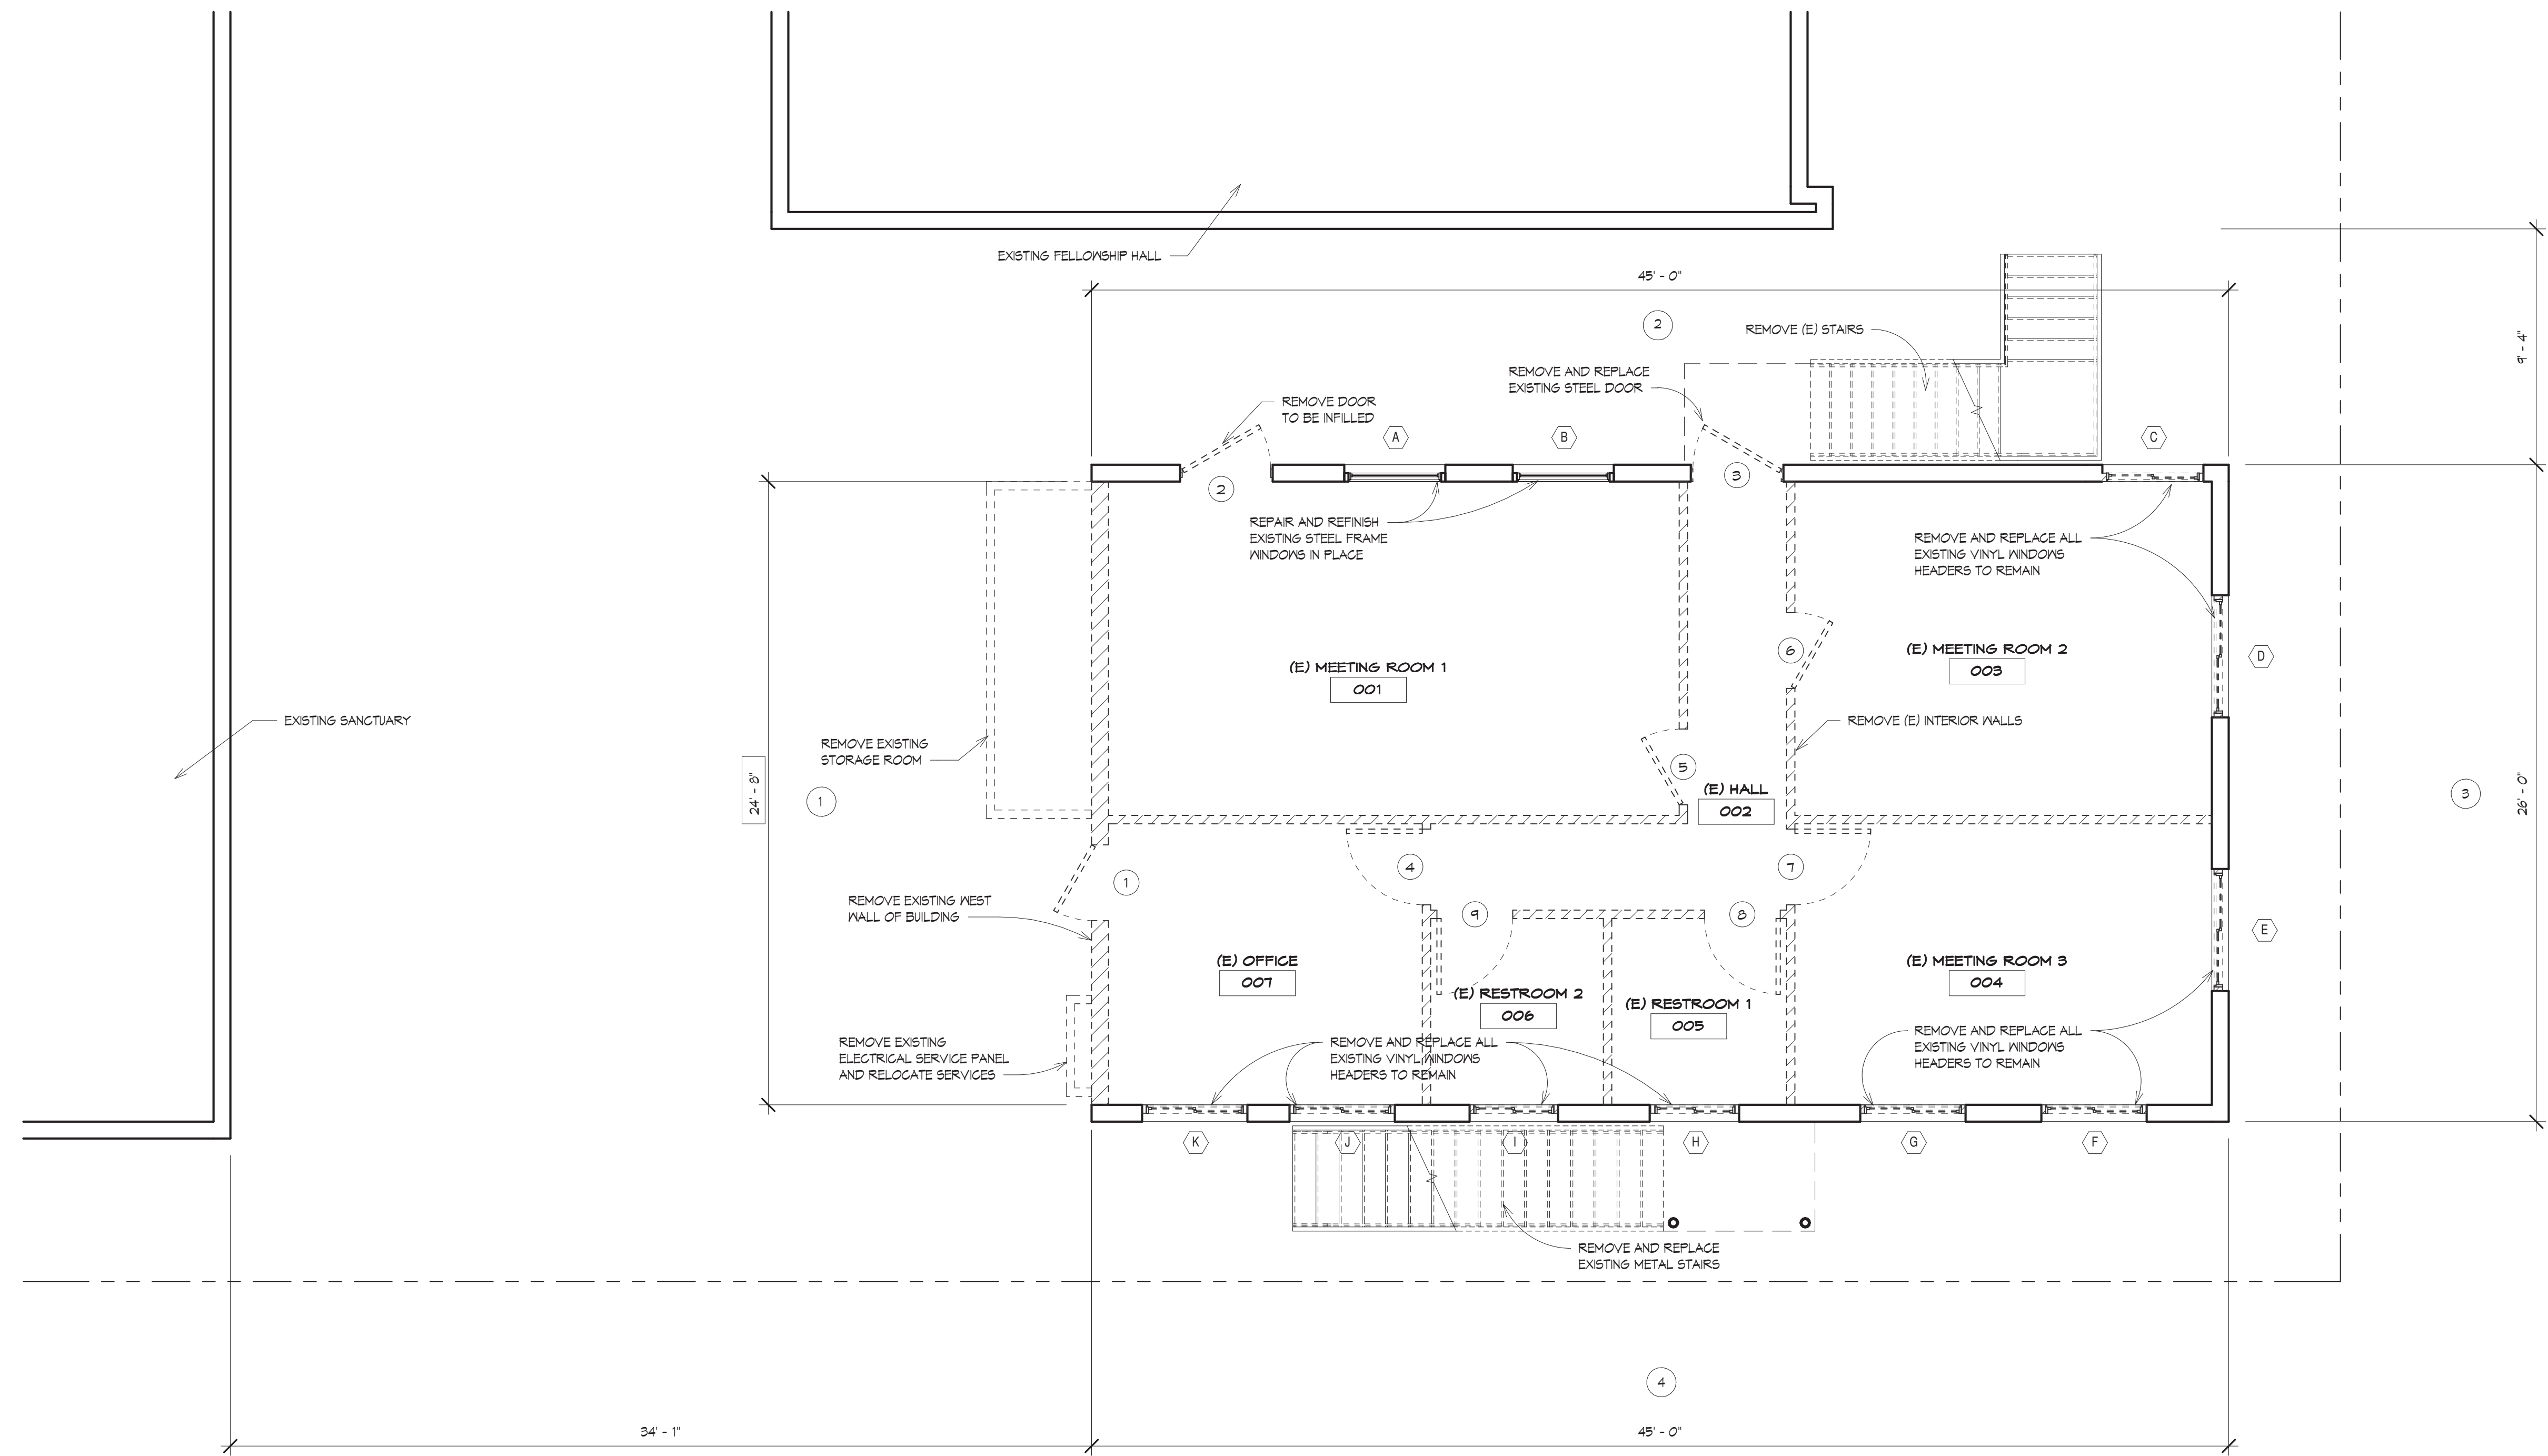 EXISTING FELLOWSHIP HALL
45' - 0"
2
REMOVE (E) STAIRS
9' - 4"
REMOVE AND REPLACE
EXISTING STEEL DOOR
REMOVE DOOR
TO BE INFILLED
A
B
C
2
3
REPAIR AND REFINISH
EXISTING STEEL FRAME
WINDOWS IN PLACE
REMOVE AND REPLACE ALL
EXISTING VINYL WINDOWS
HEADERS TO REMAIN
6
(E) MEETING ROOM 1
001
(E) MEETING ROOM 2
003
D
EXISTING SANCTUARY
REMOVE (E) INTERIOR WALLS
REMOVE EXISTING
STORAGE ROOM
24' - 8"
1
5
(E) HALL
002
3
26' - 0"
1
4
7
REMOVE EXISTING WEST
WALL OF BUILDING
9
8
E
(E) OFFICE
007
(E) RESTROOM 2
006
(E) RESTROOM 1
005
(E) MEETING ROOM 3
004
REMOVE EXISTING
ELECTRICAL SERVICE PANEL
AND RELOCATE SERVICES
REMOVE AND REPLACE ALL
EXISTING VINYL WINDOWS
HEADERS TO REMAIN
REMOVE AND REPLACE ALL
EXISTING VINYL WINDOWS
HEADERS TO REMAIN
K
J
I
H
G
F
REMOVE AND REPLACE
EXISTING METAL STAIRS
4
34' - 1"
45' - 0"